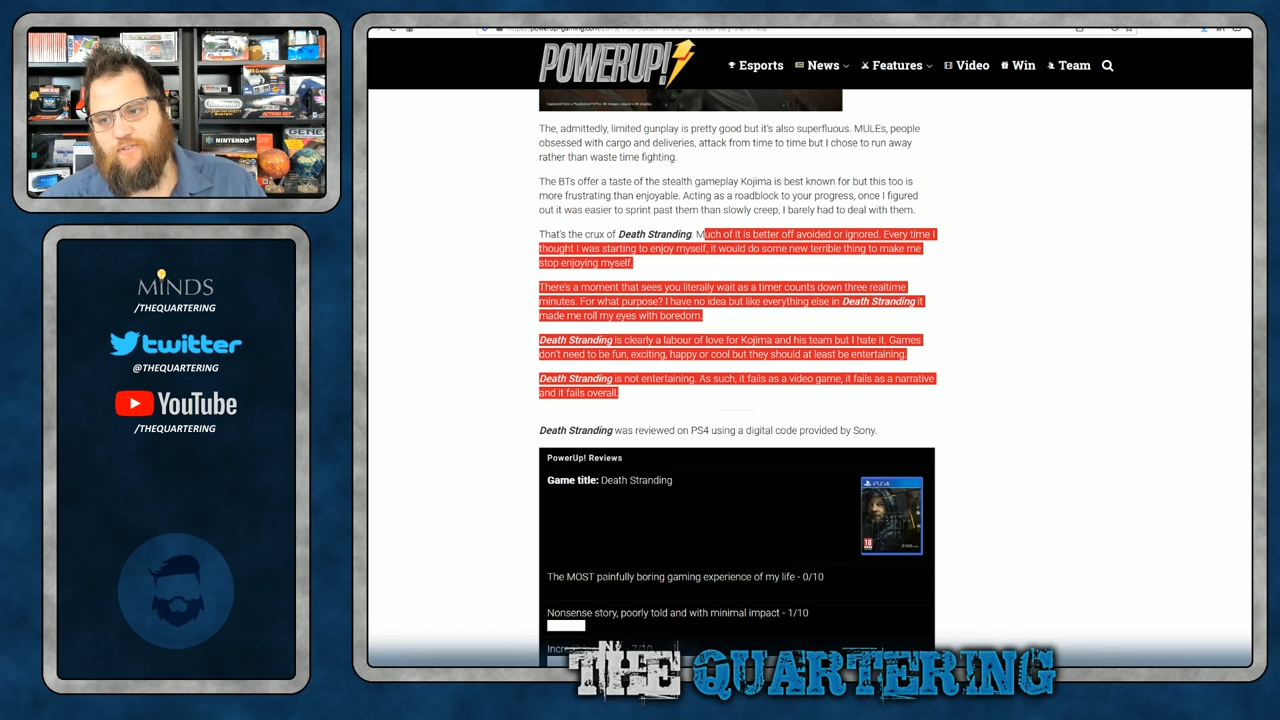 POWERUP!
Esports
News
Features
Video
Win
Team
The, admittedly, limited gunplay is pretty good but it's also superfluous. MULEs, people
obsessed with cargo and deliveries, attack from time to time but I chose to run away
rather than waste time fighting.
The BTs offer a taste of the stealth gameplay Kojima is best known for but this too is
more frustrating than enjoyable. Acting as a roadblock to your progress, once I figured
out it was easier to sprint past them than slowly creep, I barely had to deal with them.
That's the crux of Death Stranding. Much of it is better off avoided or ignored. Every time I
thought I was starting to enjoy myself, it would do some new terrible thing to make me
stop enjoying myself.
There's a moment that sees you literally wait as a timer counts down three realtime
minutes. For what purpose? I have no idea but like everything else in Death Stranding it
made me roll my eyes with boredom.
Death Stranding is clearly a labour of love for Kojima and his team but I hate it. Games
don't need to be fun, exciting, happy or cool but they should at least be entertaining.
Death Stranding is not entertaining. As such, it fails as a video game, it fails as a narrative
and it fails overall.
Death Stranding was reviewed on PS4 using a digital code provided by Sony.
PowerUp! Reviews
Game title: Death Stranding
PS4
18
The MOST painfully boring gaming experience of my life - 0/10
Nonsense story, poorly told and with minimal impact - 1/10
MINDS
/THEQUARTERING
twitter
@THEQUARTERING
YouTube
/THEQUARTERING
NINTENDO 64
THE QUARTERING